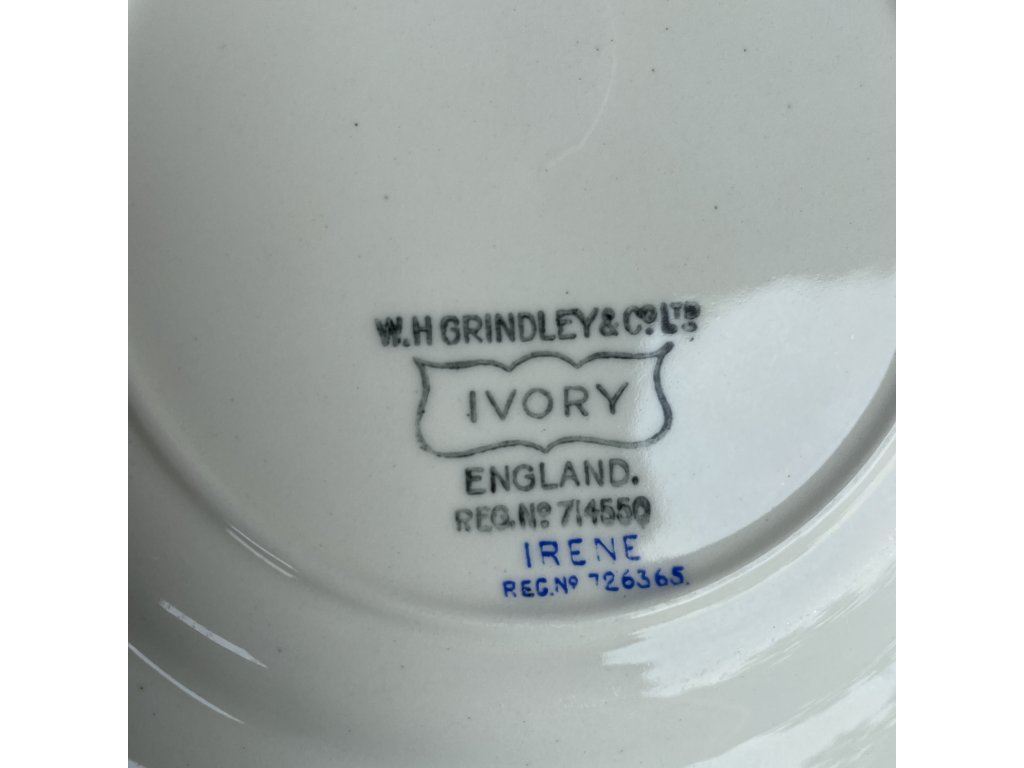 W.H GRINDLEY & CO. LTD
IVORY
ENGLAND.
REG. NO 714550
IRENE
REG. NO 726365.